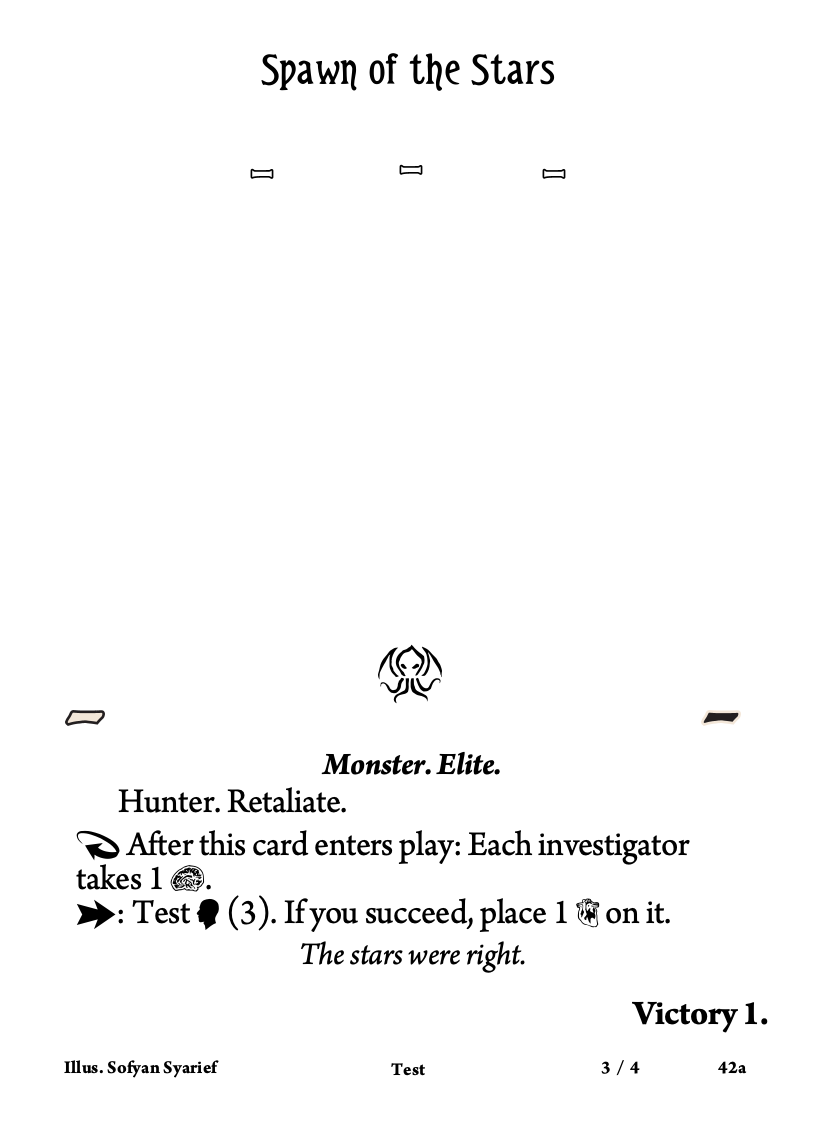 Spawn of the Stars
Monster. Elite.
Hunter. Retaliate.
After this card enters play: Each investigator
takes 1 .
: Test (3). If you succeed, place 1 on it.
The stars were right.
Victory 1.
Illus. Sofyan Syarief
Test
3 / 4
42a